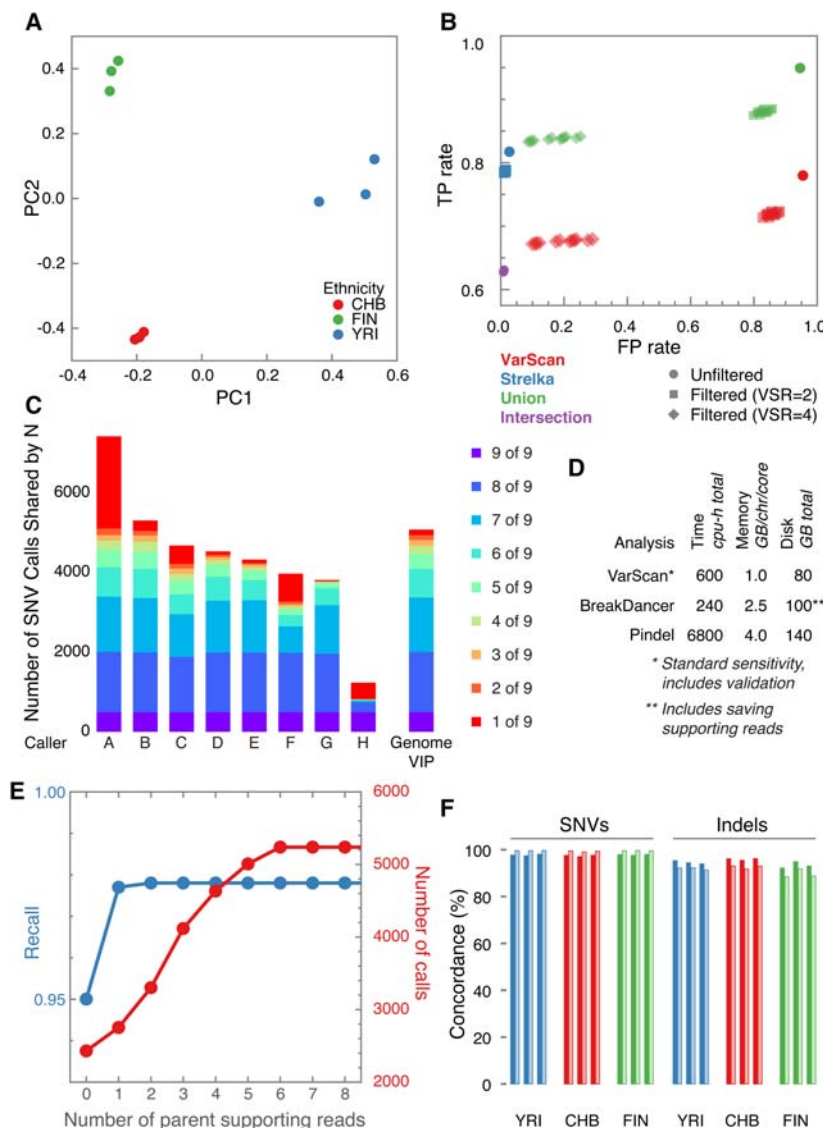 A
PC2
0.4
0.2
0.0
-0.2
-0.4
-0.4 -0.2 0.0 0.2 0.4 0.6
PC1
Ethnicity
CHB
FIN
YRI
B
TP rate
1.0
0.8
0.6
0.0 0.2 0.4 0.6 0.8 1.0
FP rate
VarScan
Strelka
Union
Intersection
Unfiltered
Filtered (VSR=2)
Filtered (VSR=4)
C
Number of SNV Calls Shared by N
6000
4000
2000
0
Caller A B C D E F G H Genome
VIP
9 of 9
8 of 9
7 of 9
6 of 9
5 of 9
4 of 9
3 of 9
2 of 9
1 of 9
D
Analysis Time cpu-h total Memory GB/chr/core Disk GB total
VarScan* 600 1.0 80
BreakDancer 240 2.5 100**
Pindel 6800 4.0 140
* Standard sensitivity,
includes validation
** Includes saving
supporting reads
E
Recall
1.00
0.95
Number of calls
6000
5000
4000
3000
2000
0 1 2 3 4 5 6 7 8
Number of parent supporting reads
F
SNVs Indels
Concordance (%)
100
80
60
40
20
0
YRI CHB FIN YRI CHB FIN